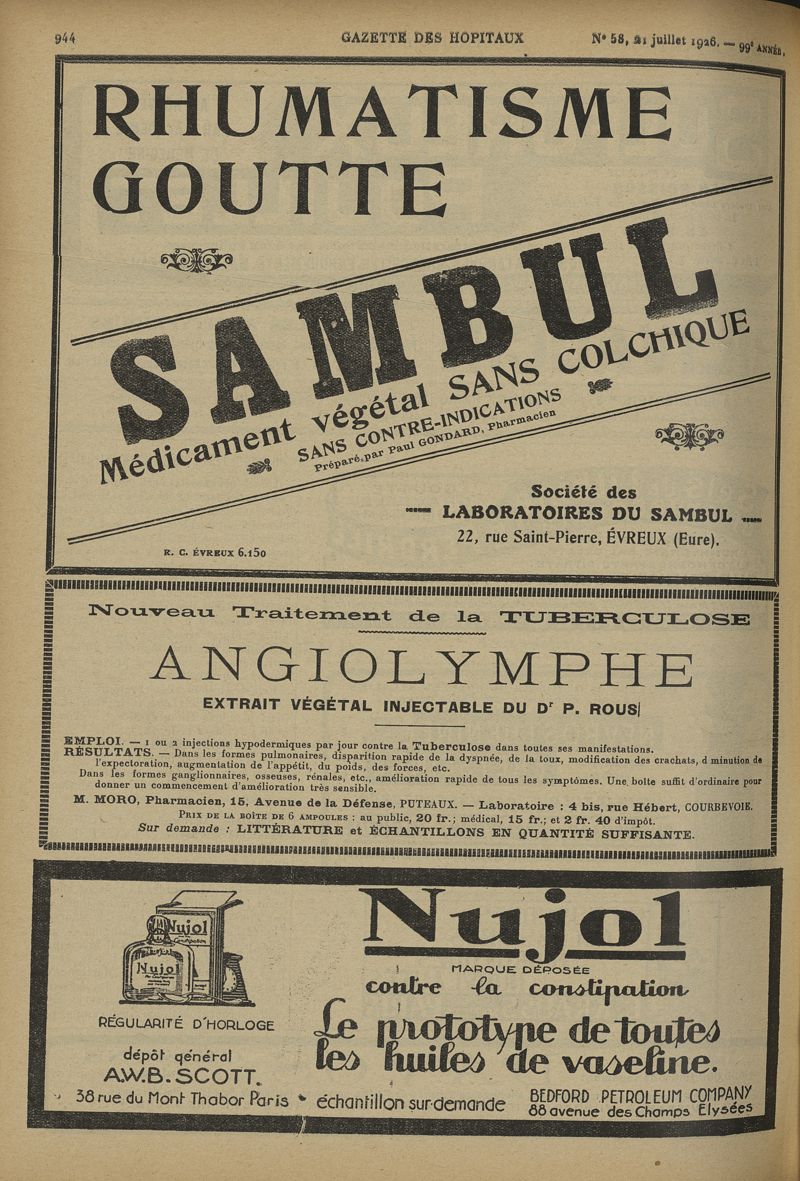 944 GAZETTE DES HOPITAUX N° 58, 21 juillet 1926. — 99e ANNÉE.
RHUMATISME
GOUTTE
SAMBUL
Médicament végétal SANS COLCHIQUE
SANS CONTRE-INDICATIONS
Préparé par Paul GONDARD, Pharmacien
Société des
LABORATOIRES DU SAMBUL
22, rue Saint-Pierre, ÉVREUX (Eure).
R. C. ÉVREUX 6.150
Nouveau Traitement de la TUBERCULOSE
ANGIOLYMPHE
EXTRAIT VÉGÉTAL INJECTABLE DU Dr P. ROUS
EMPLOI. — 1 ou 2 injections hypodermiques par jour contre la Tuberculose dans toutes ses manifestations.
RÉSULTATS. — Dans les formes pulmonaires, disparition rapide de la dyspnée, de la toux, modification des crachats, d minution de
l'expectoration, augmentation de l'appétit, du poids, des forces, etc.
Dans les formes ganglionnaires, osseuses, rénales, etc., amélioration rapide de tous les symptômes. Une boîte suffit d'ordinaire pour
donner un commencement d'amélioration très sensible.
M. MORO, Pharmacien, 15, Avenue de la Défense, PUTEAUX. — Laboratoire : 4 bis, rue Hébert, COURBEVOIE.
PRIX DE LA BOÎTE DE 6 AMPOULES : au public, 20 fr.; médical, 15 fr.; et 2 fr. 40 d'impôt.
Sur demande : LITTÉRATURE et ÉCHANTILLONS EN QUANTITÉ SUFFISANTE.
Nujol
MARQUE DÉPOSÉE
contre la constipation
Nujol
Constipation
Nujol
RÉGULARITÉ D'HORLOGE
Le prototype de toutes
les huiles de vaseline.
dépôt général
A.W.B. SCOTT.
38 rue du Mont Thabor Paris
échantillon sur demande
BEDFORD PETROLEUM COMPANY
88 avenue des Champs Elysées